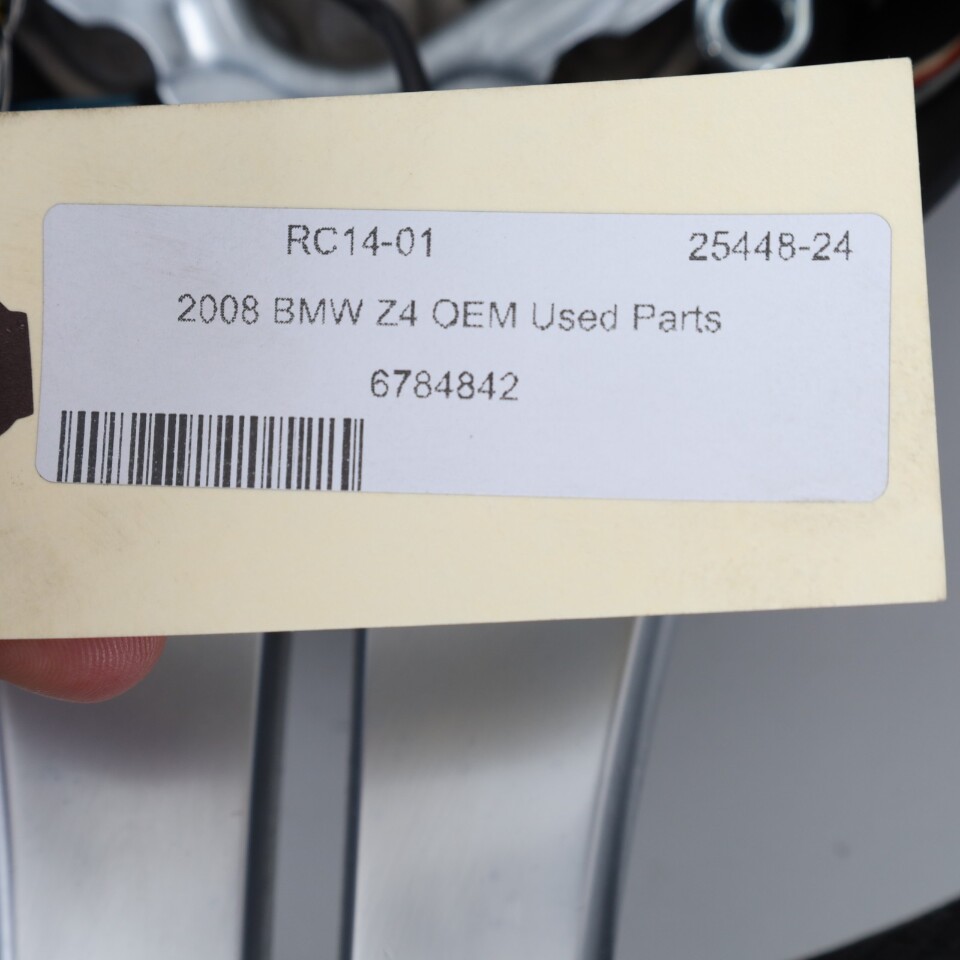 RC14-01 25448-24
2008 BMW Z4 OEM Used Parts
6784842